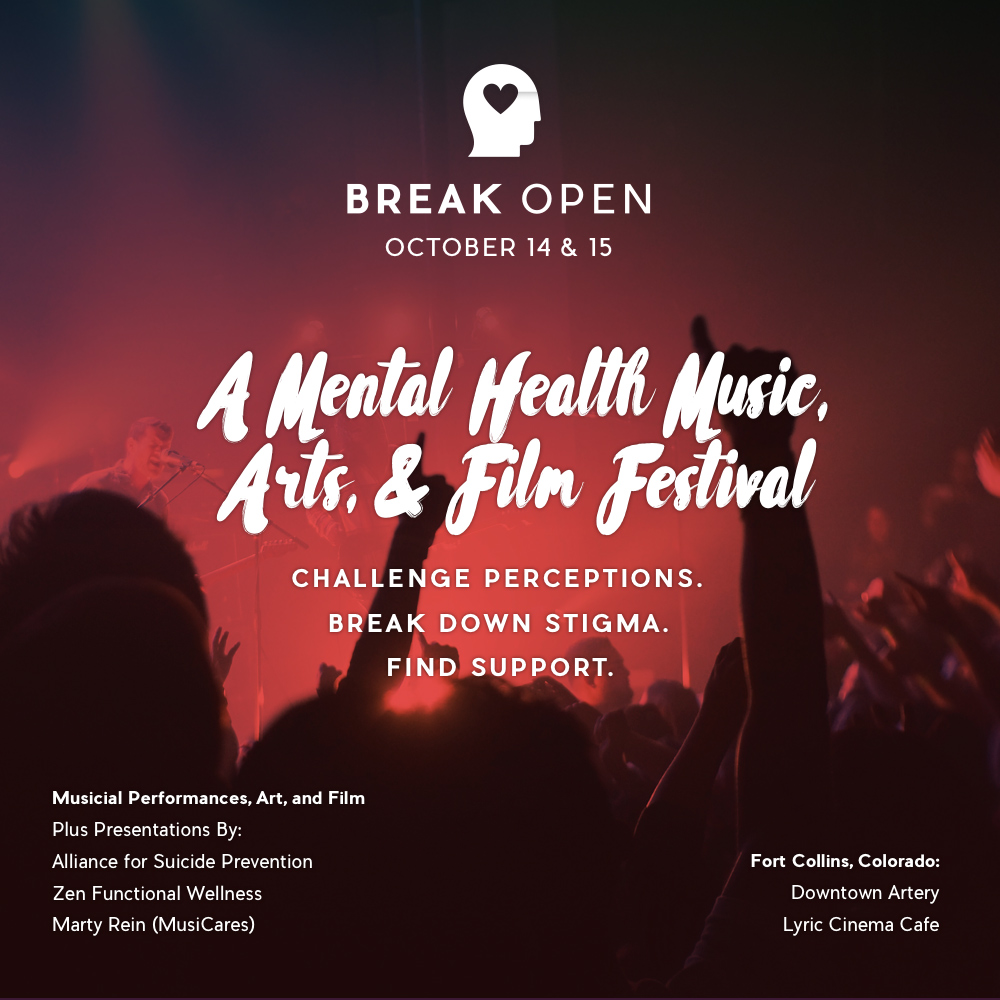 BREAK OPEN
OCTOBER 14 & 15
A Mental Health Music,
Arts, & Film Festival
CHALLENGE PERCEPTIONS.
BREAK DOWN STIGMA.
FIND SUPPORT.
Musicial Performances, Art, and Film
Plus Presentations By:
Alliance for Suicide Prevention
Zen Functional Wellness
Marty Rein (MusiCares)
Fort Collins, Colorado:
Downtown Artery
Lyric Cinema Cafe